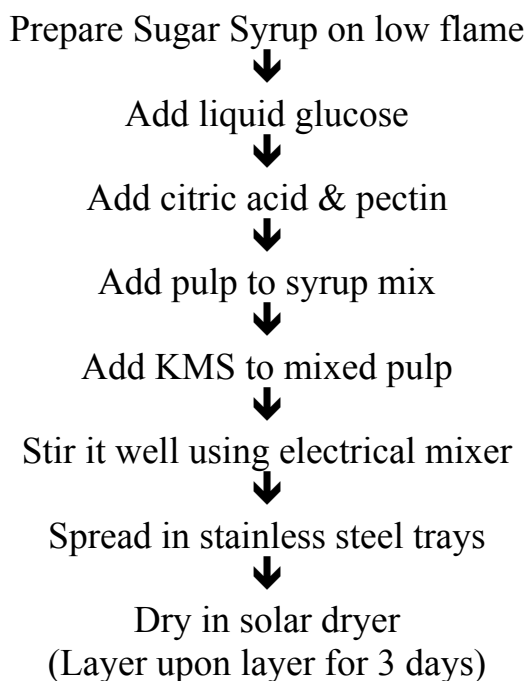 Prepare Sugar Syrup on low flame
Add liquid glucose
Add citric acid & pectin
Add pulp to syrup mix
Add KMS to mixed pulp
Stir it well using electrical mixer
Spread in stainless steel trays
Dry in solar dryer
(Layer upon layer for 3 days)